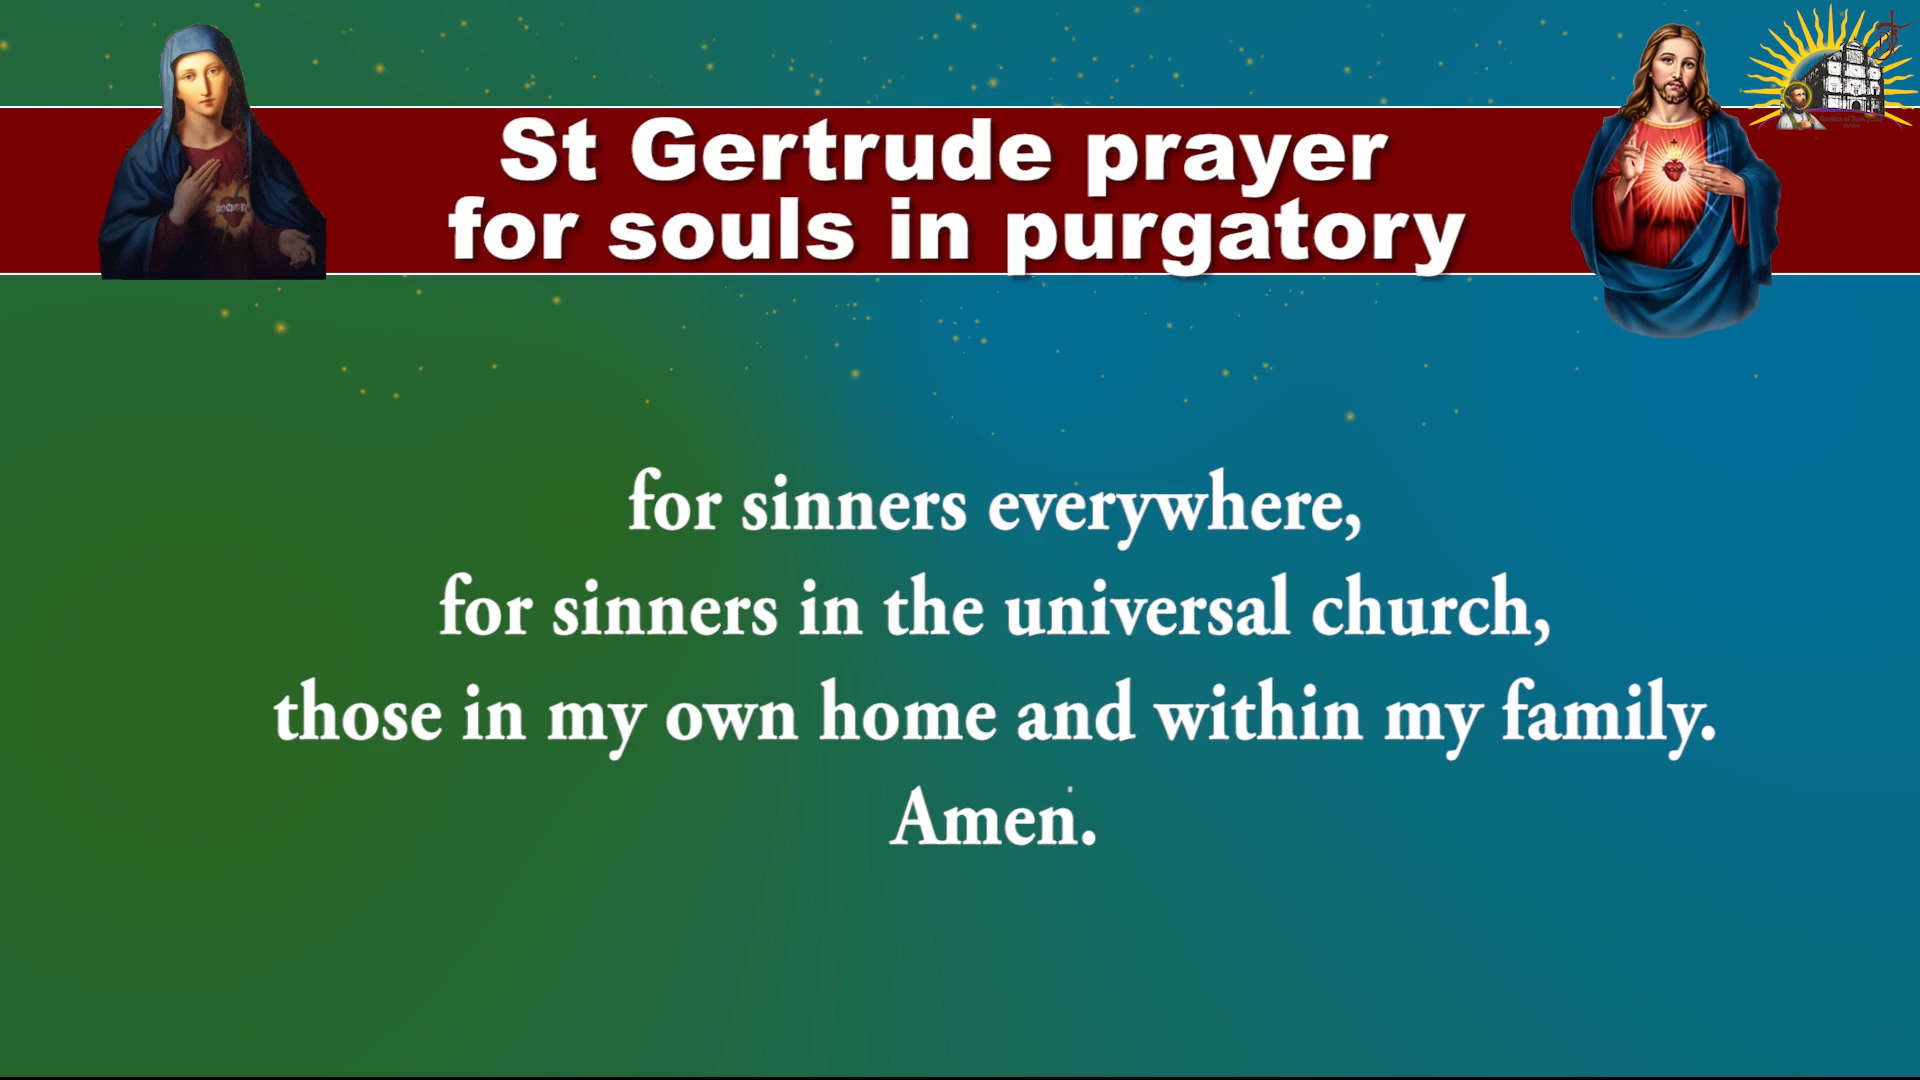 St Gertrude prayer
for souls in purgatory
for sinners everywhere,
for sinners in the universal church,
those in my own home and within my family.
Amen.